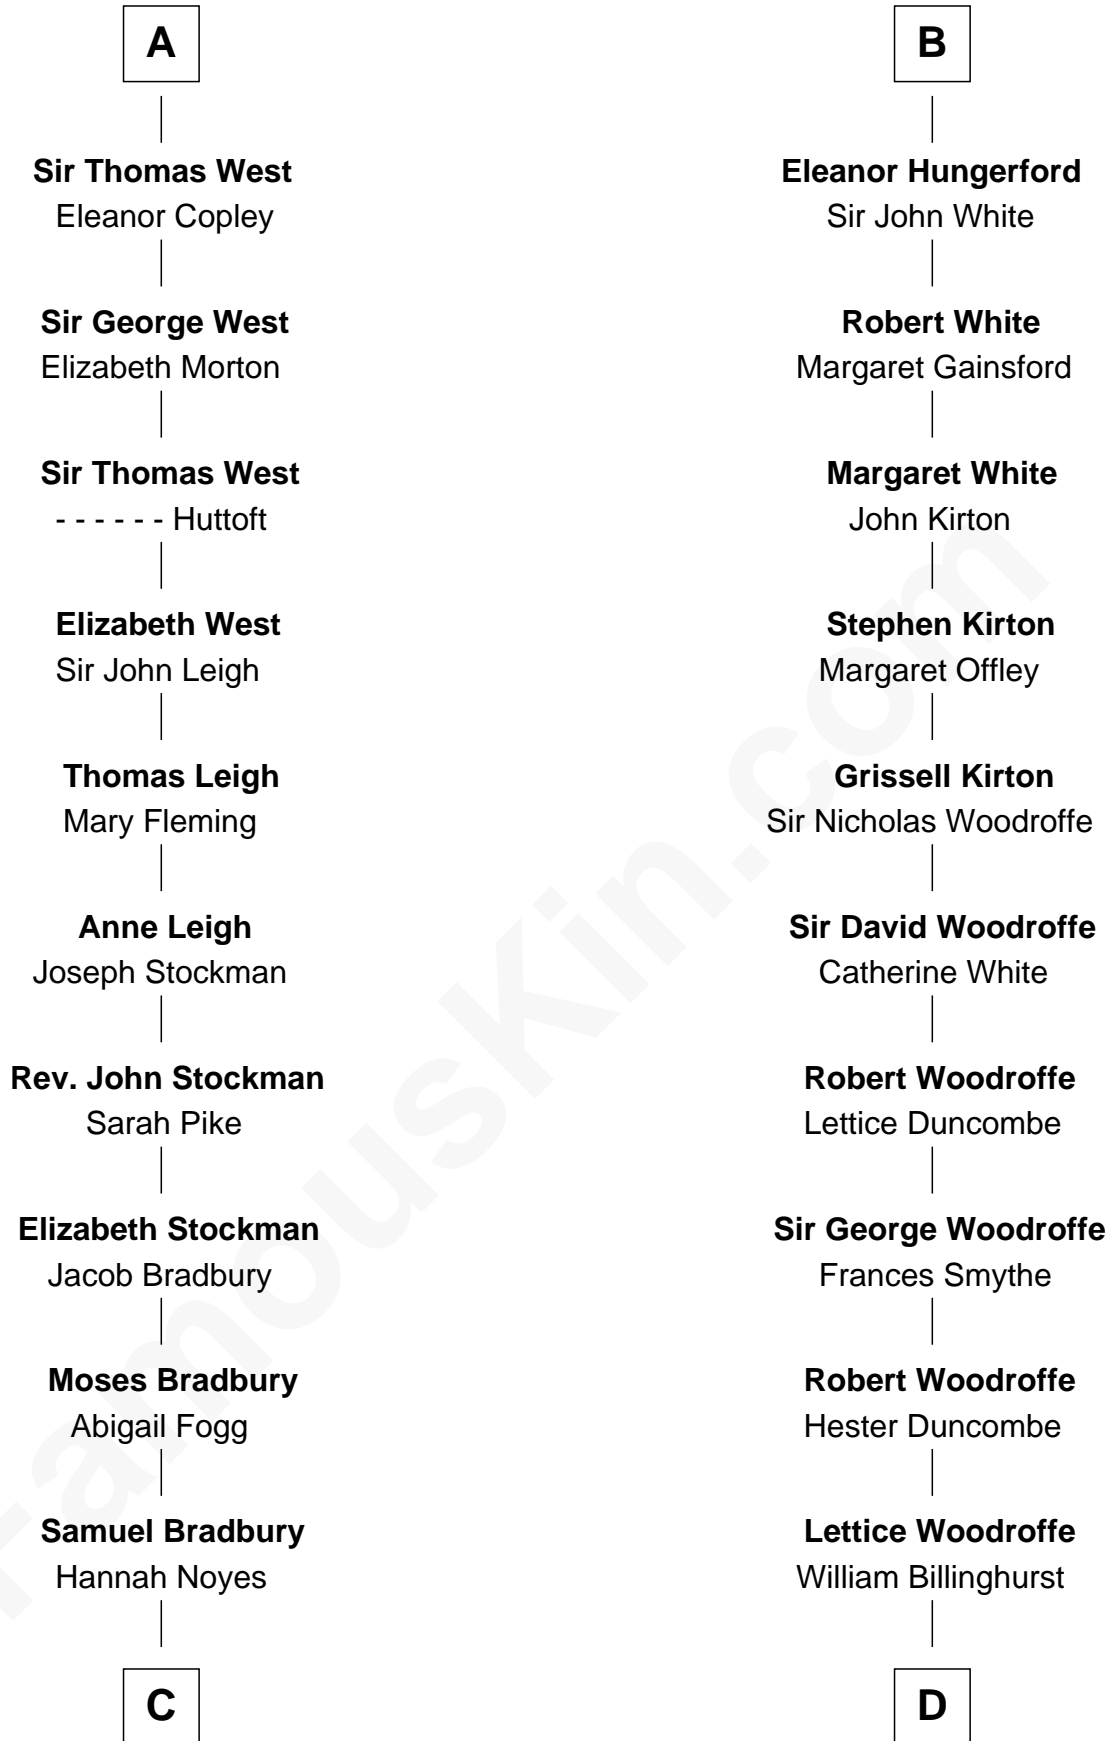 A
Sir Thomas West
Eleanor Copley
Sir George West
Elizabeth Morton
Sir Thomas West
- - - - - - Huttoft
Elizabeth West
Sir John Leigh
Thomas Leigh
Mary Fleming
Anne Leigh
Joseph Stockman
Rev. John Stockman
Sarah Pike
Elizabeth Stockman
Jacob Bradbury
Moses Bradbury
Abigail Fogg
Samuel Bradbury
Hannah Noyes
C
B
Eleanor Hungerford
Sir John White
Robert White
Margaret Gainsford
Margaret White
John Kirton
Stephen Kirton
Margaret Offley
Grissell Kirton
Sir Nicholas Woodroffe
Sir David Woodroffe
Catherine White
Robert Woodroffe
Lettice Duncombe
Sir George Woodroffe
Frances Smythe
Robert Woodroffe
Hester Duncombe
Lettice Woodroffe
William Billinghurst
D
FamousKin.com